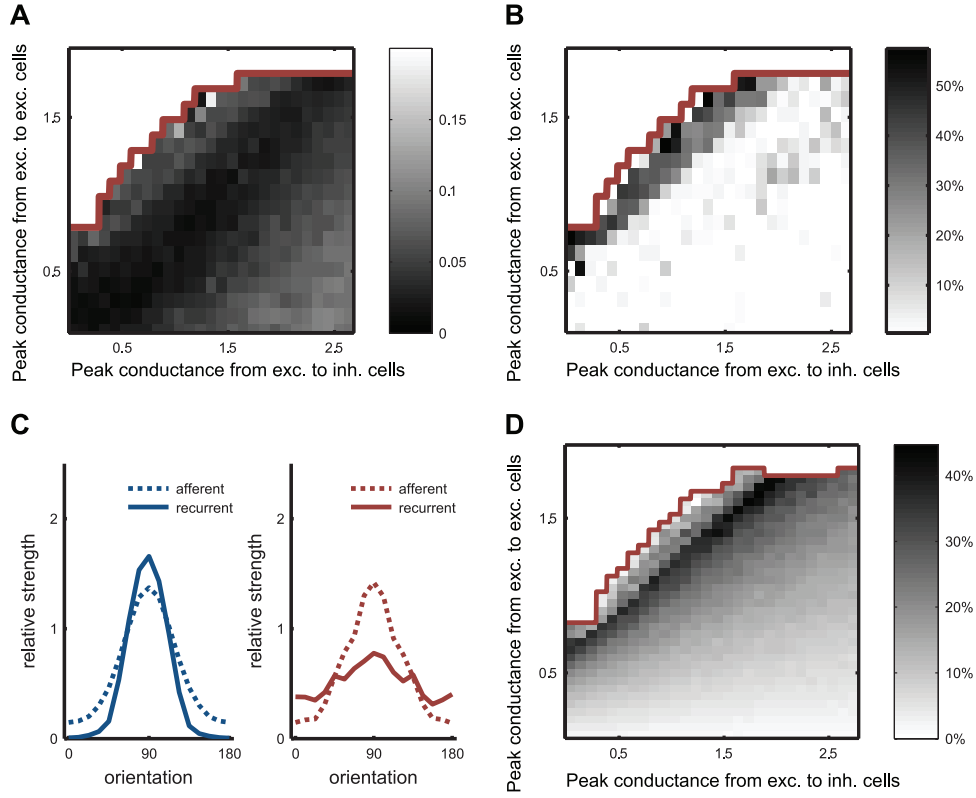 A
Peak conductance from exc. to exc. cells
1.5
0.5
0.5
1.5
2.5
Peak conductance from exc. to inh. cells
0.15
0.1
0.05
0
B
Peak conductance from exc. to exc. cells
1.5
0.5
0.5
1.5
2.5
Peak conductance from exc. to inh. cells
50%
40%
30%
20%
10%
C
relative strength
2
1
0
afferent
recurrent
0
90
180
orientation
relative strength
2
1
0
afferent
recurrent
0
90
180
orientation
D
Peak conductance from exc. to exc. cells
1.5
0.5
0.5
1.5
2.5
Peak conductance from exc. to inh. cells
40%
30%
20%
10%
0%